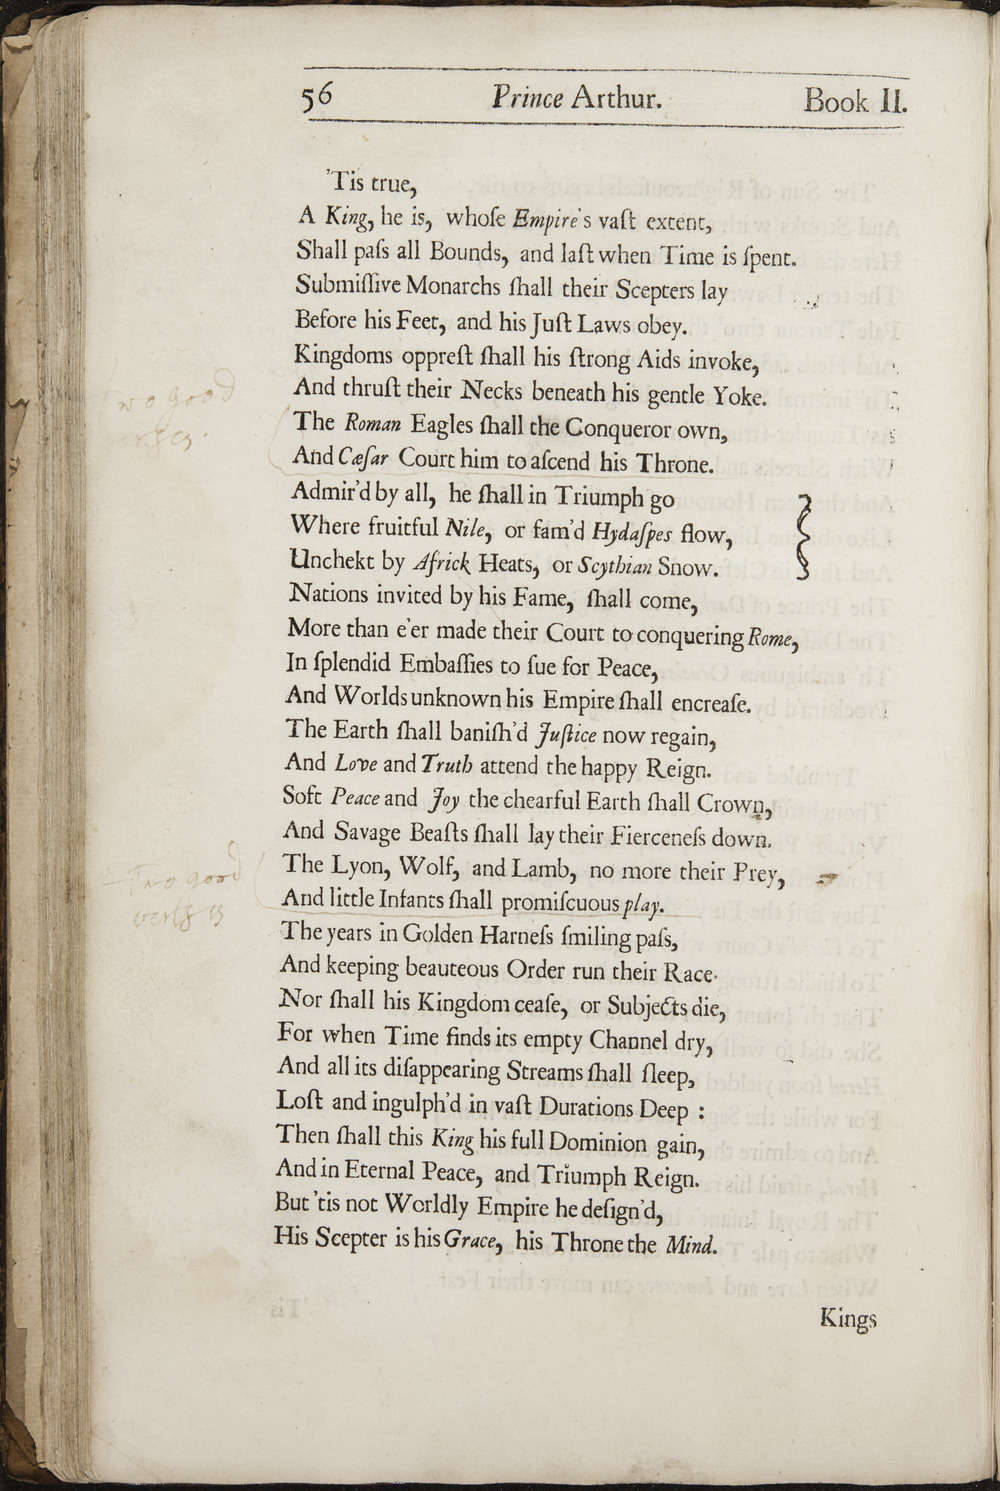 56 Prince Arthur. Book II.
'Tis true,
A King, he is, whoſe Empire's vaſt extent,
Shall paſs all Bounds, and laſt when Time is ſpent.
Submiſſive Monarchs ſhall their Scepters lay
Before his Feet, and his Juſt Laws obey.
Kingdoms oppreſt ſhall his ſtrong Aids invoke,
And thruſt their Necks beneath his gentle Yoke.
two good
verſes.
The Roman Eagles ſhall the Conqueror own,
And Cæſar Court him to aſcend his Throne.
Admir'd by all, he ſhall in Triumph go
Where fruitful Nile, or fam'd Hydaſpes flow,
Unchekt by Africk Heats, or Scythian Snow.
Nations invited by his Fame, ſhall come,
More than e'er made their Court to conquering Rome,
In ſplendid Embaſſies to ſue for Peace,
And Worlds unknown his Empire ſhall encreaſe.
The Earth ſhall baniſh'd Juſtice now regain,
And Love and Truth attend the happy Reign.
Soft Peace and Joy the chearful Earth ſhall Crown,
And Savage Beaſts ſhall lay their Fierceneſs down.
Two good
verſes
The Lyon, Wolf, and Lamb, no more their Prey,
And little Infants ſhall promiſcuous play.
The years in Golden Harneſs ſmiling paſs,
And keeping beauteous Order run their Race.
Nor ſhall his Kingdom ceaſe, or Subjects die,
For when Time finds its empty Channel dry,
And all its diſappearing Streams ſhall ſleep,
Loſt and ingulph'd in vaſt Durations Deep :
Then ſhall this King his full Dominion gain,
And in Eternal Peace, and Triumph Reign.
But 'tis not Worldly Empire he deſign'd,
His Scepter is his Grace, his Throne the Mind.
Kings